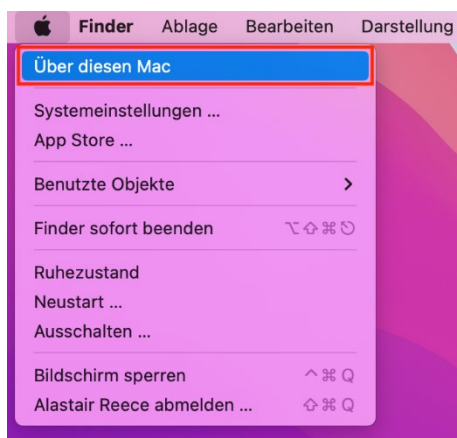 Finder Ablage Bearbeiten Darstellung
Über diesen Mac
Systemeinstellungen ...
App Store ...
Benutzte Objekte >
Finder sofort beenden ⌥⇧⌘⎋
Ruhezustand
Neustart ...
Ausschalten ...
Bildschirm sperren ^⌘Q
Alastair Reece abmelden ... ⇧⌘Q